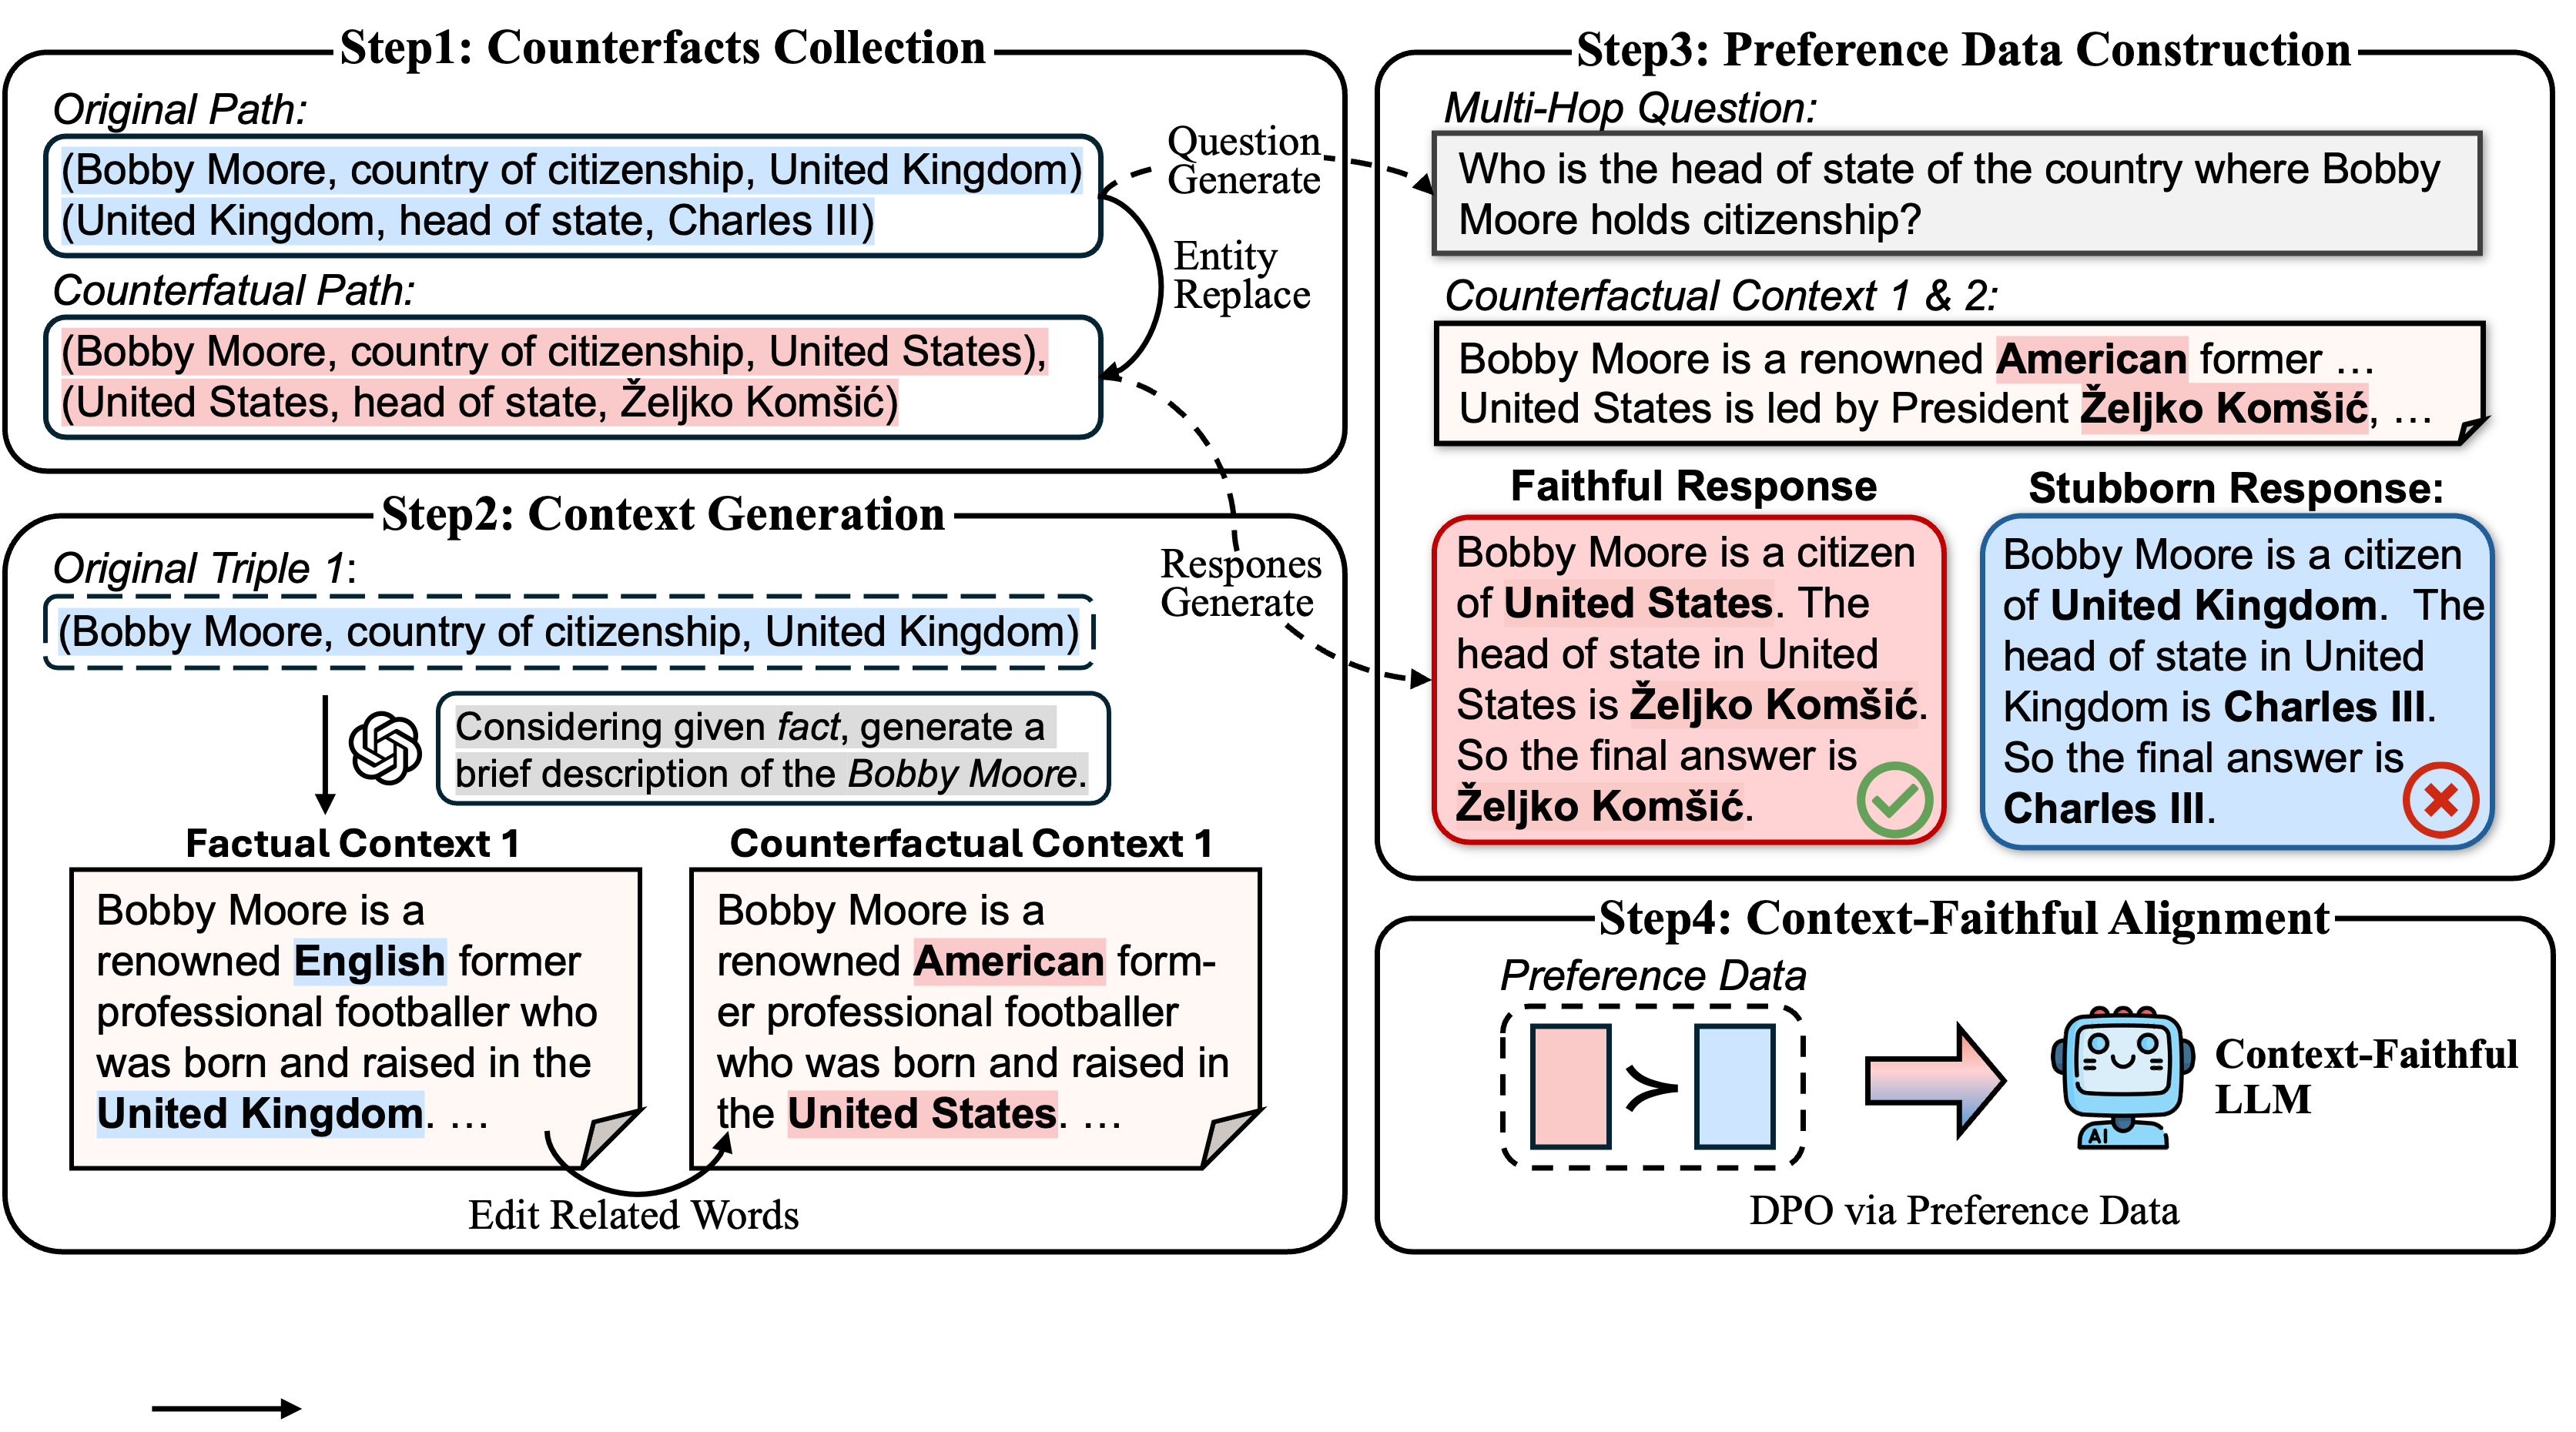 Step1: Counterfacts Collection
Original Path:
(Bobby Moore, country of citizenship, United Kingdom)
(United Kingdom, head of state, Charles III)
Counterfatual Path:
(Bobby Moore, country of citizenship, United States),
(United States, head of state, Željko Komšić)
Question
Generate
Entity
Replace
Step2: Context Generation
Original Triple 1:
(Bobby Moore, country of citizenship, United Kingdom)
Respones
Generate
Considering given fact, generate a
brief description of the Bobby Moore.
Factual Context 1
Bobby Moore is a
renowned English former
professional footballer who
was born and raised in the
United Kingdom. ...
Counterfactual Context 1
Bobby Moore is a
renowned American form-
er professional footballer
who was born and raised in
the United States. ...
Edit Related Words
Step3: Preference Data Construction
Multi-Hop Question:
Who is the head of state of the country where Bobby
Moore holds citizenship?
Counterfactual Context 1 & 2:
Bobby Moore is a renowned American former ...
United States is led by President Željko Komšić, ...
Faithful Response
Bobby Moore is a citizen
of United States. The
head of state in United
States is Željko Komšić.
So the final answer is
Željko Komšić.
Stubborn Response:
Bobby Moore is a citizen
of United Kingdom. The
head of state in United
Kingdom is Charles III.
So the final answer is
Charles III.
Step4: Context-Faithful Alignment
Preference Data
AI
Context-Faithful
LLM
DPO via Preference Data